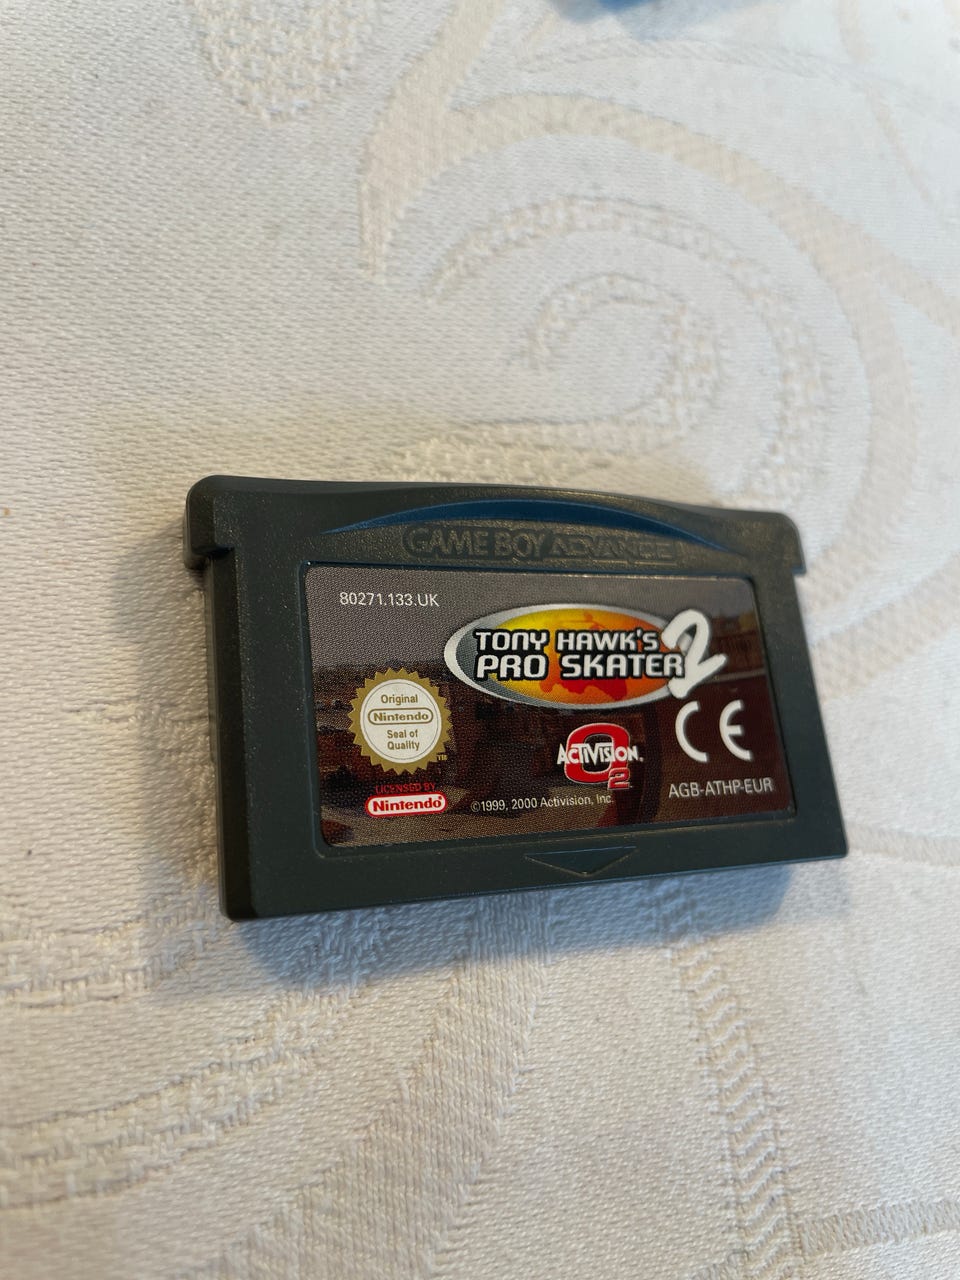 GAME BOY ADVANCE
80271.133.UK
TONY HAWK'S
PRO SKATER 2
Original
Nintendo
Seal of
Quality
TM
LICENSED BY
Nintendo®
ACTIVISION.
O2
©1999, 2000 Activision, Inc.
CE
AGB-ATHP-EUR